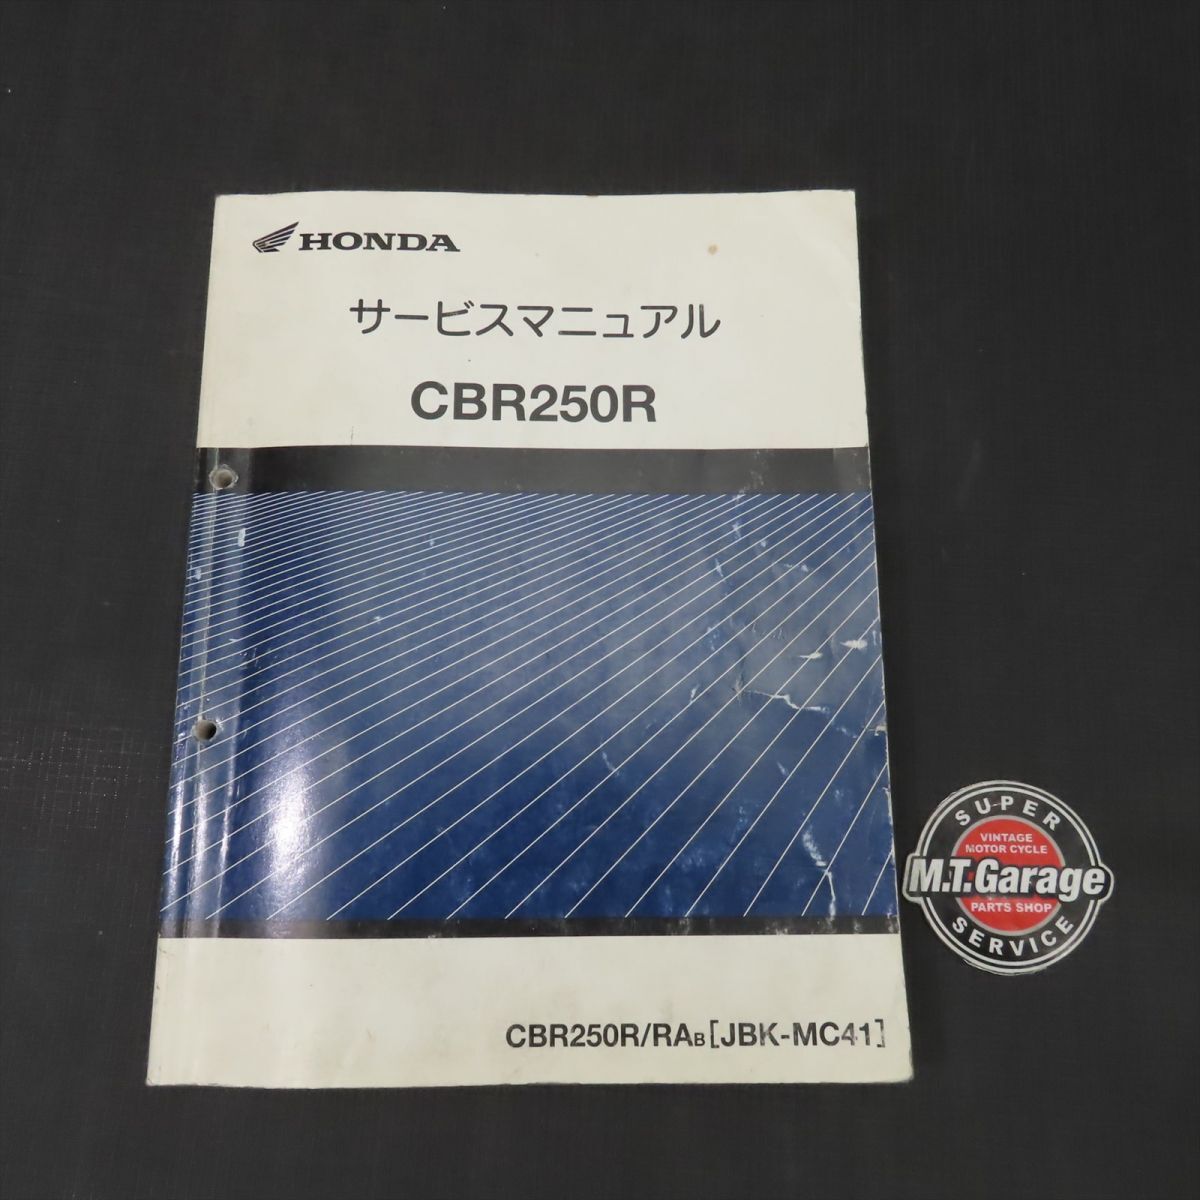 HONDA
サービスマニュアル
CBR250R
CBR250R/RAB[JBK-MC41]
SUPER
VINTAGE
MOTOR CYCLE
M.T.Garage
PARTS SHOP
SERVICE